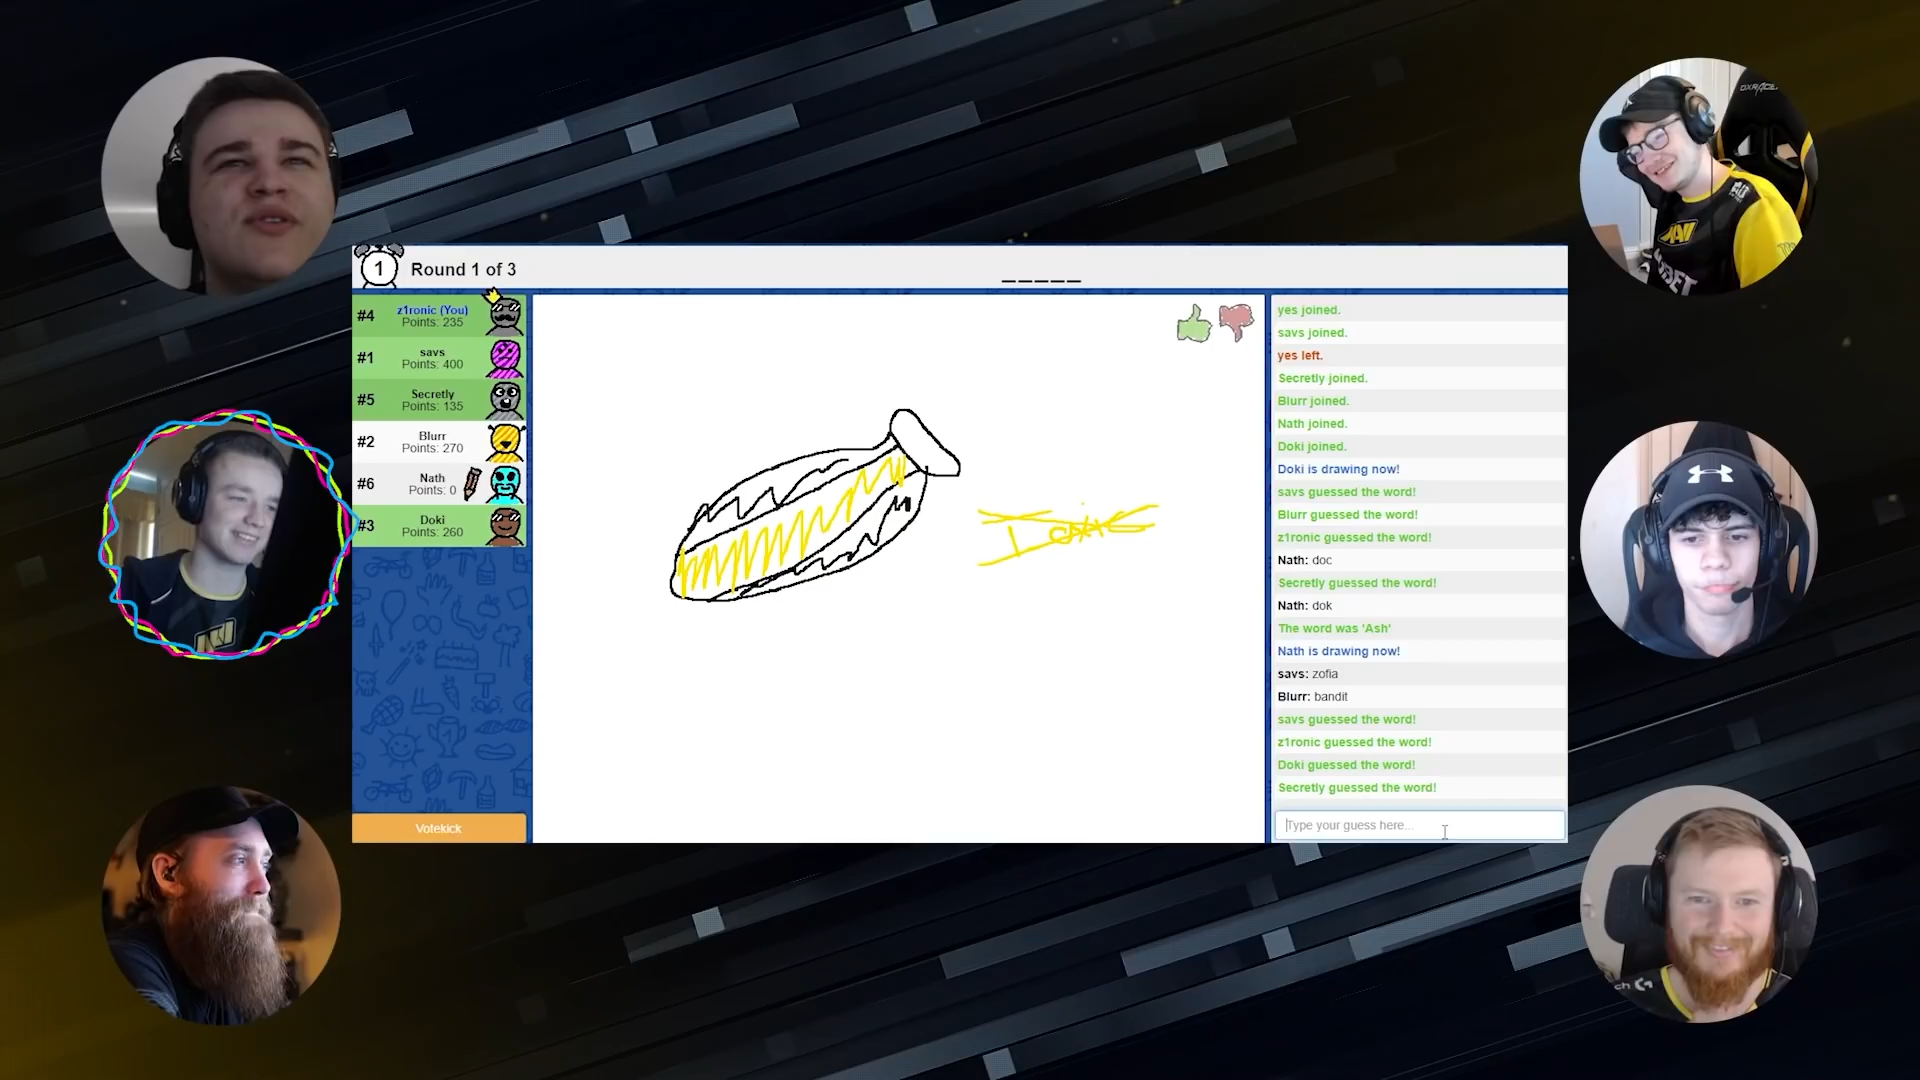 1
Round 1 of 3
_ _ _ _ _
#4
z1ronic (You)
Points: 235
#1
savs
Points: 400
#5
Secretly
Points: 135
#2
Blurr
Points: 270
#6
Nath
Points: 0
#3
Doki
Points: 260
Votekick
yes joined.
savs joined.
yes left.
Secretly joined.
Blurr joined.
Nath joined.
Doki joined.
Doki is drawing now!
savs guessed the word!
Blurr guessed the word!
z1ronic guessed the word!
Nath: doc
Secretly guessed the word!
Nath: dok
The word was 'Ash'
Nath is drawing now!
savs: zofia
Blurr: bandit
savs guessed the word!
z1ronic guessed the word!
Doki guessed the word!
Secretly guessed the word!
Type your guess here...
DXRACER
NAVI